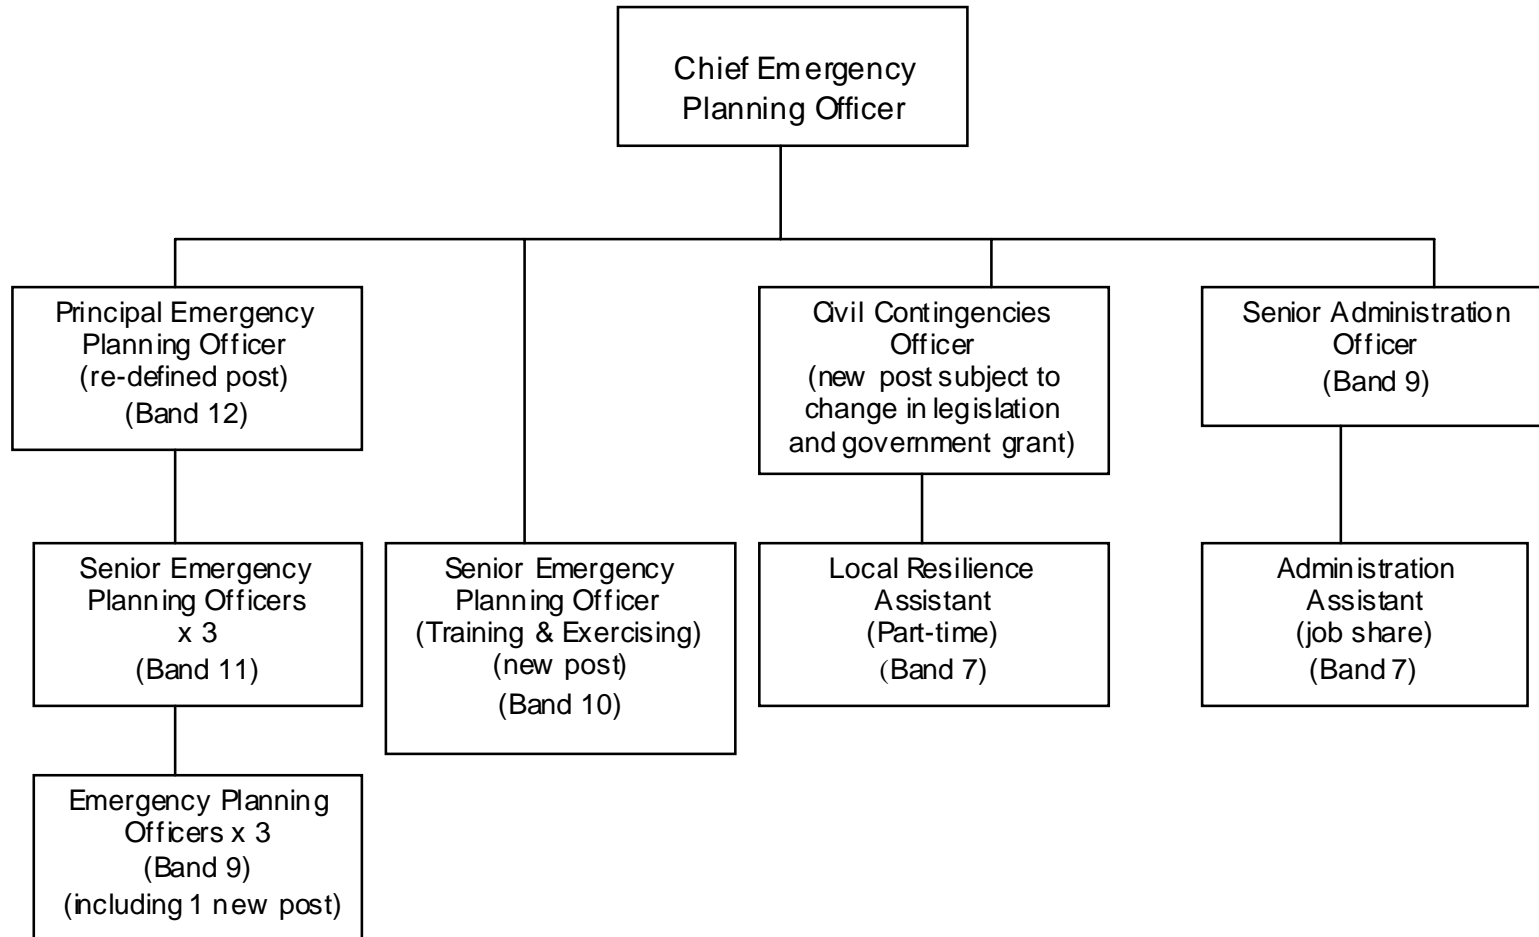 Chief Emergency
Planning Officer
Principal Emergency
Planning Officer
(re-defined post)
(Band 12)
Civil Contingencies
Officer
(new post subject to
change in legislation
and government grant)
Senior Administration
Officer
(Band 9)
Senior Emergency
Planning Officers
x 3
(Band 11)
Senior Emergency
Planning Officer
(Training & Exercising)
(new post)
(Band 10)
Local Resilience
Assistant
(Part-time)
(Band 7)
Administration
Assistant
(job share)
(Band 7)
Emergency Planning
Officers x 3
(Band 9)
(including 1 new post)